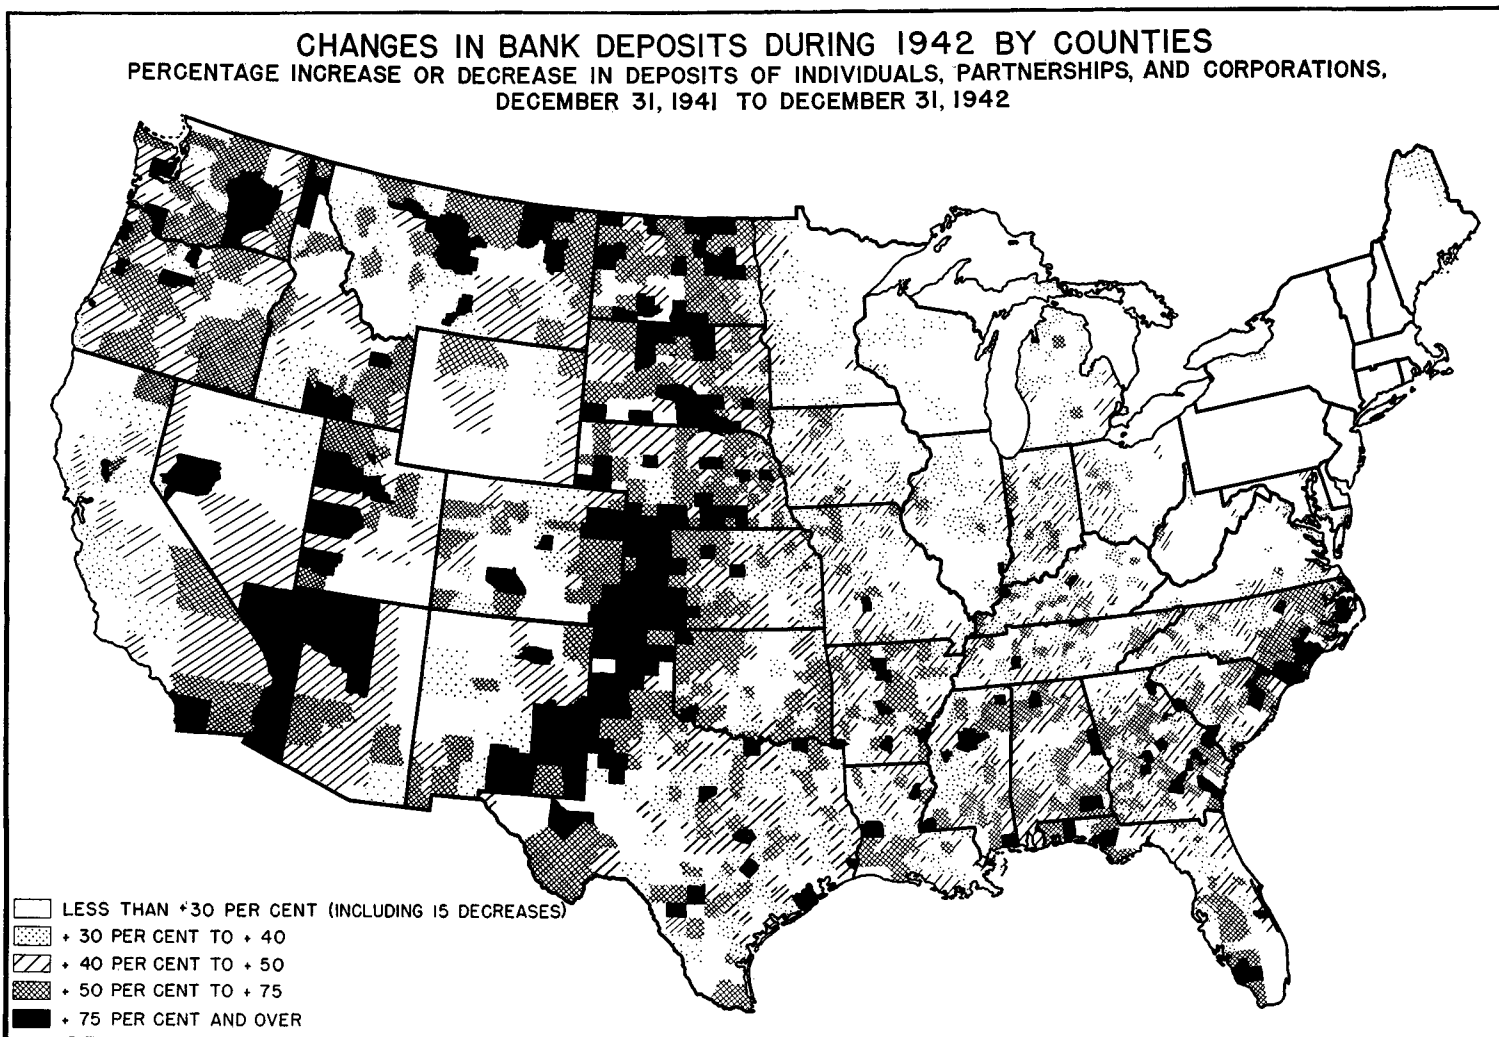 CHANGES IN BANK DEPOSITS DURING 1942 BY COUNTIES
PERCENTAGE INCREASE OR DECREASE IN DEPOSITS OF INDIVIDUALS, PARTNERSHIPS, AND CORPORATIONS,
DECEMBER 31, 1941 TO DECEMBER 31, 1942
LESS THAN +30 PER CENT (INCLUDING 15 DECREASES)
+ 30 PER CENT TO + 40
+ 40 PER CENT TO + 50
+ 50 PER CENT TO + 75
+ 75 PER CENT AND OVER